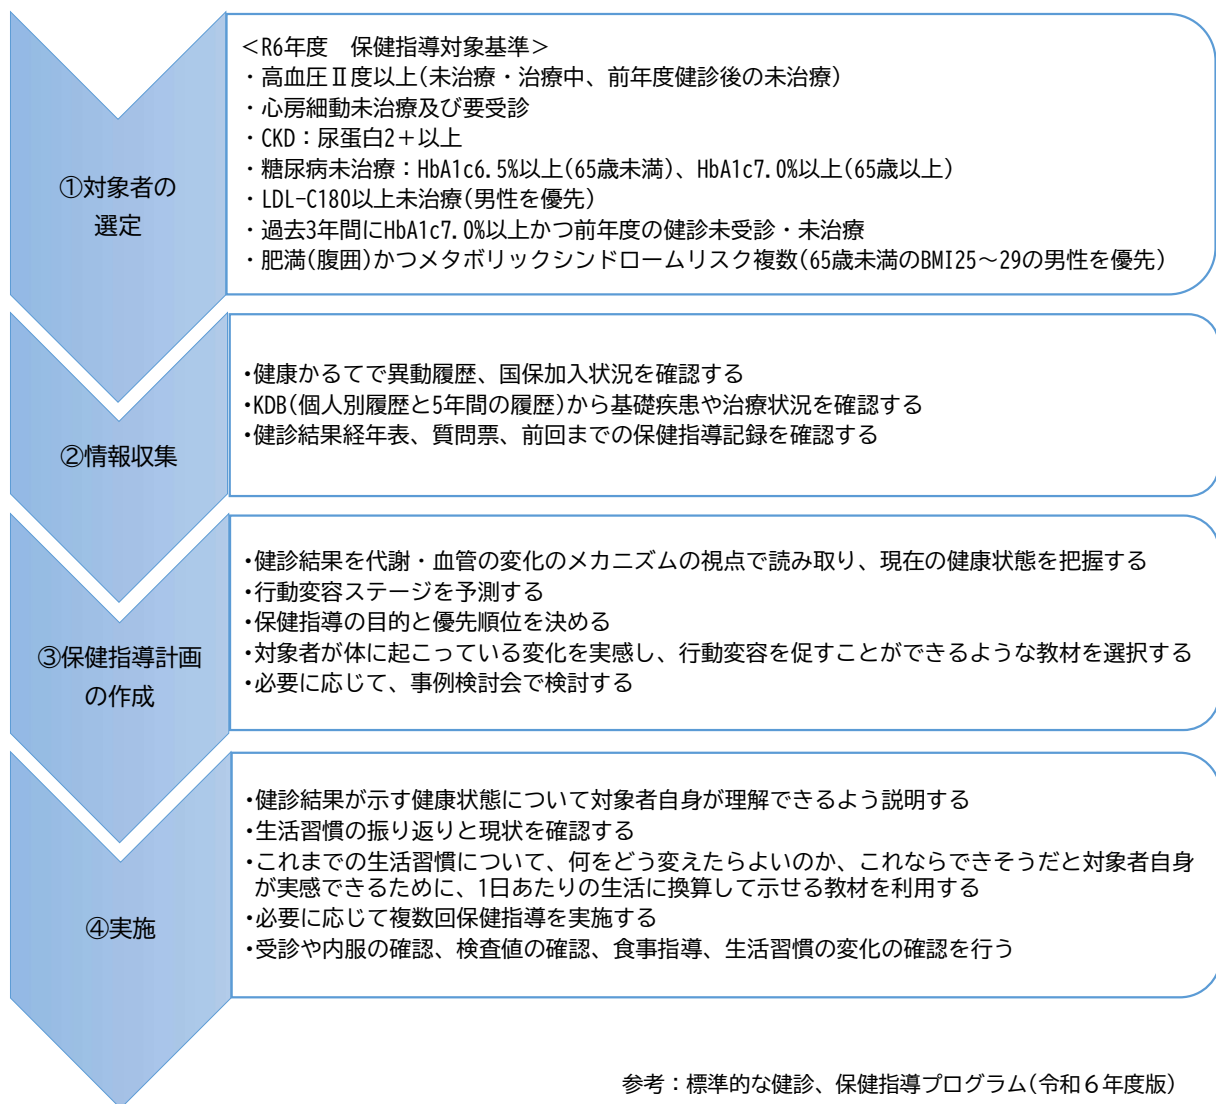 ①対象者の
選定
<R6年度　保健指導対象基準>
・高血圧Ⅱ度以上(未治療・治療中、前年度健診後の未治療)
・心房細動未治療及び要受診
・CKD：尿蛋白2＋以上
・糖尿病未治療：HbA1c6.5%以上(65歳未満)、HbA1c7.0%以上(65歳以上)
・LDL-C180以上未治療(男性を優先)
・過去3年間にHbA1c7.0%以上かつ前年度の健診未受診・未治療
・肥満(腹囲)かつメタボリックシンドロームリスク複数(65歳未満のBMI25～29の男性を優先)
②情報収集
・健康かるてで異動履歴、国保加入状況を確認する
・KDB(個人別履歴と5年間の履歴)から基礎疾患や治療状況を確認する
・健診結果経年表、質問票、前回までの保健指導記録を確認する
③保健指導計画
の作成
・健診結果を代謝・血管の変化のメカニズムの視点で読み取り、現在の健康状態を把握する
・行動変容ステージを予測する
・保健指導の目的と優先順位を決める
・対象者が体に起こっている変化を実感し、行動変容を促すことができるような教材を選択する
・必要に応じて、事例検討会で検討する
④実施
・健診結果が示す健康状態について対象者自身が理解できるよう説明する
・生活習慣の振り返りと現状を確認する
・これまでの生活習慣について、何をどう変えたらよいのか、これならできそうだと対象者自身
が実感できるために、1日あたりの生活に換算して示せる教材を利用する
・必要に応じて複数回保健指導を実施する
・受診や内服の確認、検査値の確認、食事指導、生活習慣の変化の確認を行う
参考：標準的な健診、保健指導プログラム(令和６年度版)